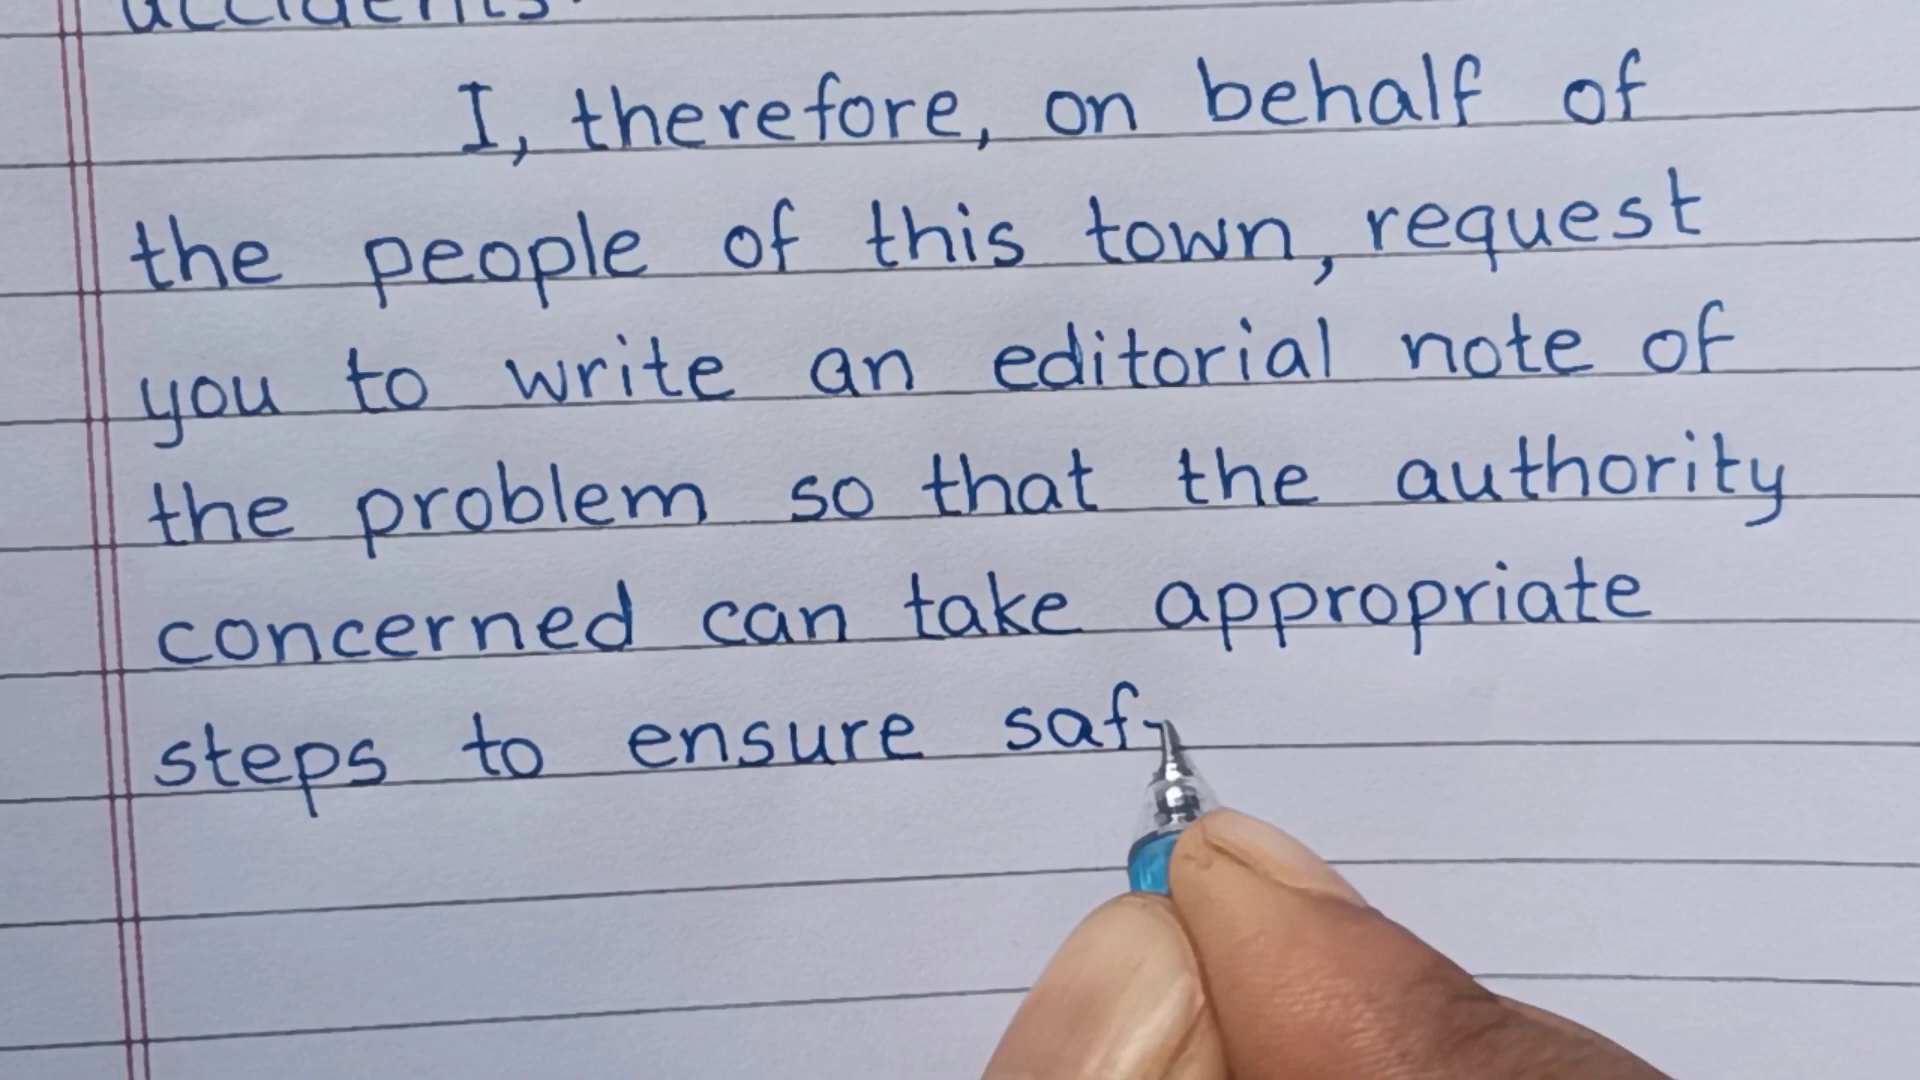 accidents.
I, therefore, on behalf of
the people of this town, request
you to write an editorial note of
the problem so that the authority
concerned can take appropriate
steps to ensure saf